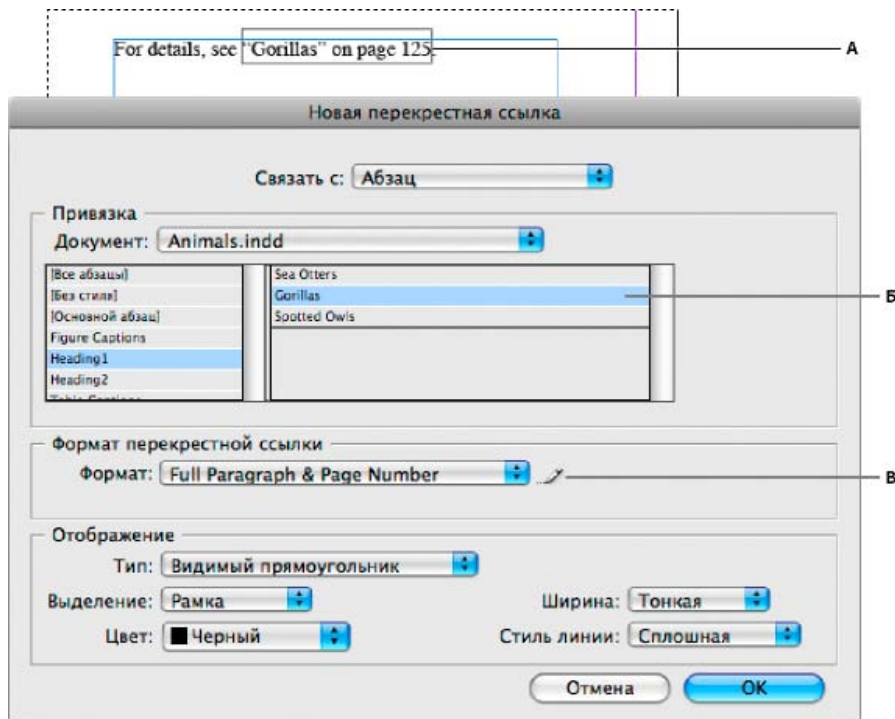 For details, see “Gorillas” on page 125.
А
Новая перекрестная ссылка
Связать с: Абзац
Привязка
Документ: Animals.indd
[Все абзацы]
[Без стиля]
[Основной абзац]
Figure Captions
Heading1
Heading2
Table Captions
Sea Otters
Gorillas
Spotted Owls
Б
Формат перекрестной ссылки
Формат: Full Paragraph & Page Number
В
Отображение
Тип: Видимый прямоугольник
Выделение: Рамка
Ширина: Тонкая
Цвет: Черный
Стиль линии: Сплошная
Отмена
OK